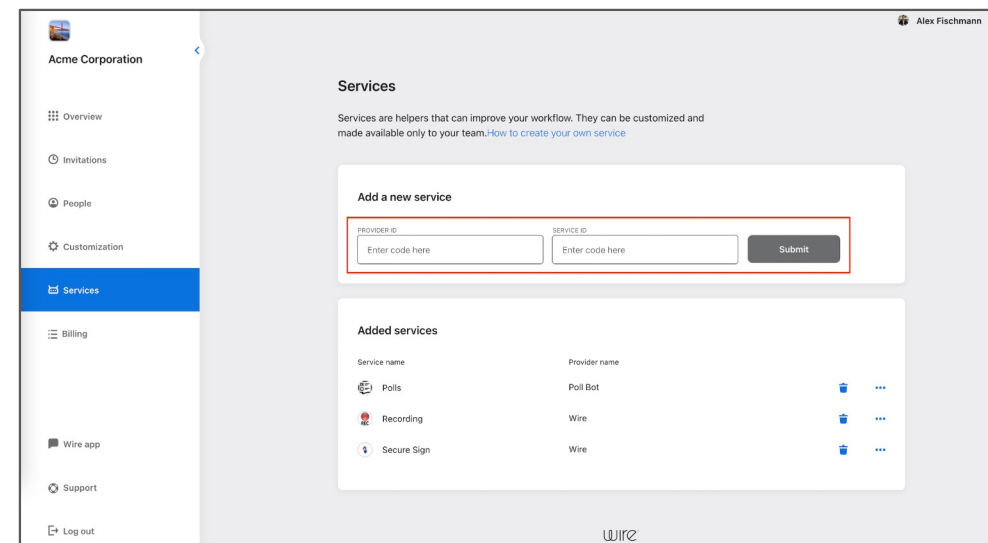 Alex Fischmann
Acme Corporation
Overview
Invitations
People
Customization
Services
Billing
Wire app
Support
Log out
Services
Services are helpers that can improve your workflow. They can be customized and
made available only to your team.How to create your own service
Add a new service
PROVIDER ID SERVICE ID
Enter code here Enter code here Submit
Added services
Service name Provider name
Polls Poll Bot
REC Recording Wire
Secure Sign Wire
wire